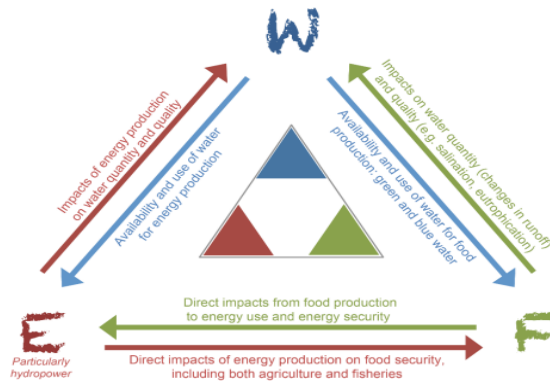 W
Impacts of energy production
on water quantity and quality
Availability and use of water
for energy production
Availability and use of water for food
production: green and blue water
Impacts on water quantity (changes in runoff)
and quality (e.g. salination, eutrophication)
Direct impacts from food production
to energy use and energy security
E
Particularly
hydropower
F
Direct impacts of energy production on food security,
including both agriculture and fisheries